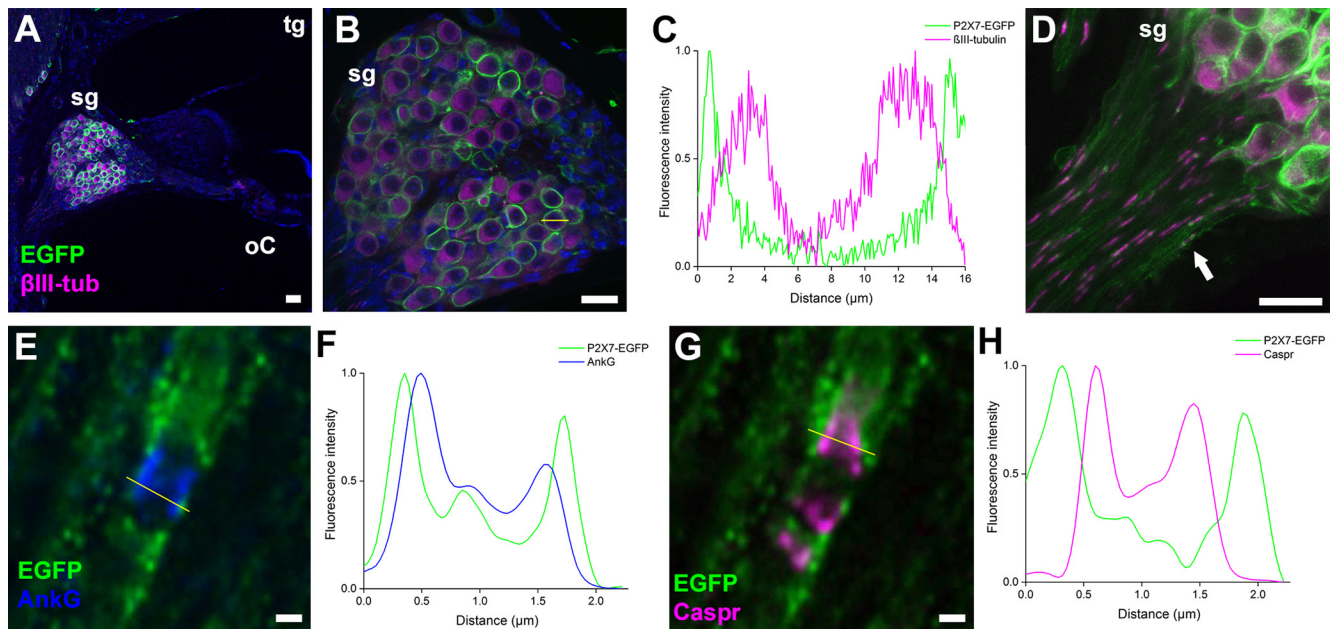 A
tg
sg
oC
EGFP
βIII-tub
B
sg
C
P2X7-EGFP
ßIII-tubulin
Fluorescence intensity
1.0
0.5
0.0
0 2 4 6 8 10 12 14 16
Distance (µm)
D
sg
E
EGFP
AnkG
F
P2X7-EGFP
AnkG
Fluorescence intensity
1.0
0.5
0.0
0.0 0.5 1.0 1.5 2.0
Distance (µm)
G
EGFP
Caspr
H
P2X7-EGFP
Caspr
Fluorescence intensity
1.0
0.5
0.0
0.0 0.5 1.0 1.5 2.0
Distance (µm)